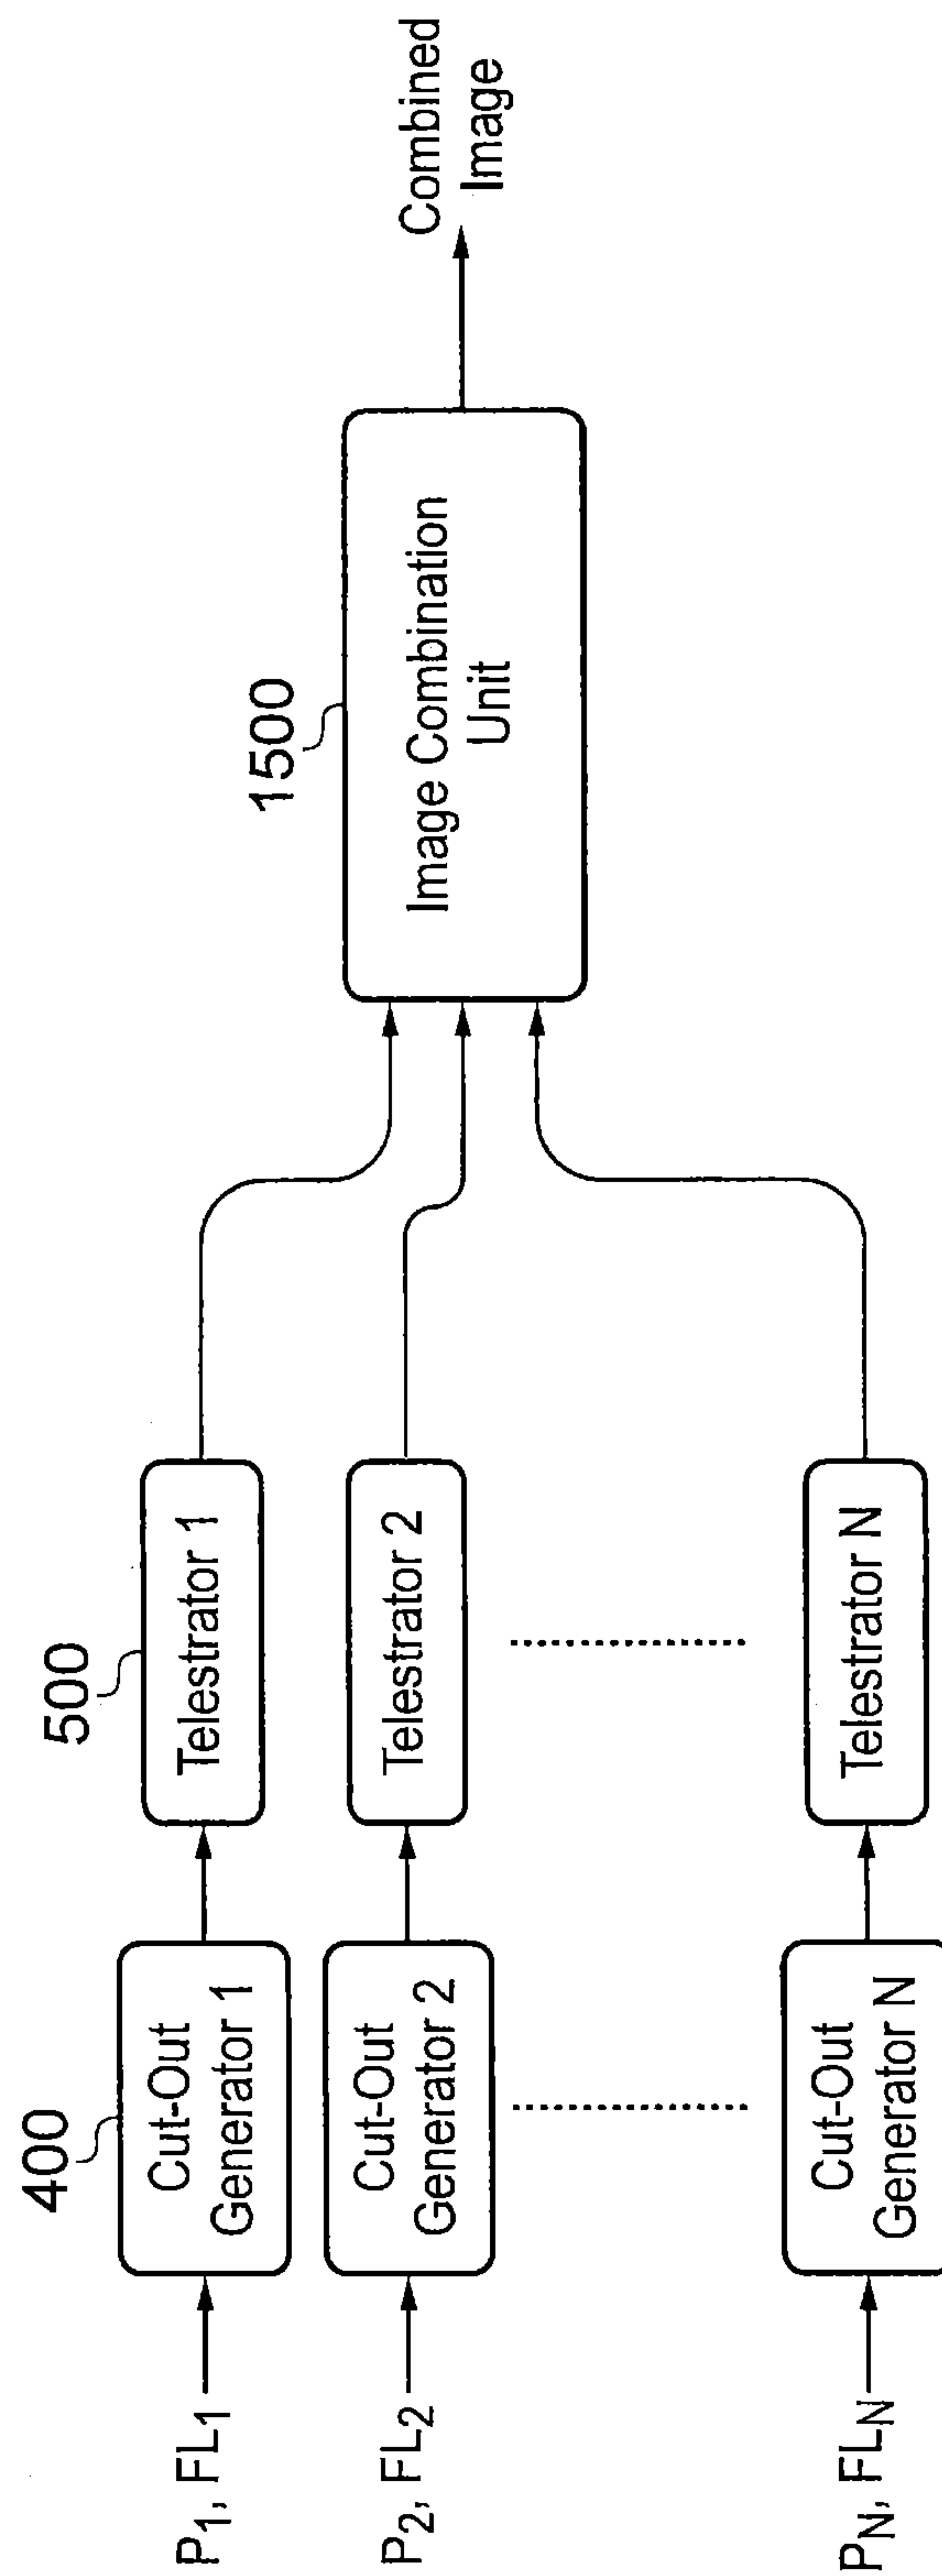 400
500
1500
P1, FL1
Cut-Out
Generator 1
Telestrator 1
P2, FL2
Cut-Out
Generator 2
Telestrator 2
PN, FLN
Cut-Out
Generator N
Telestrator N
Image Combination
Unit
Combined
Image